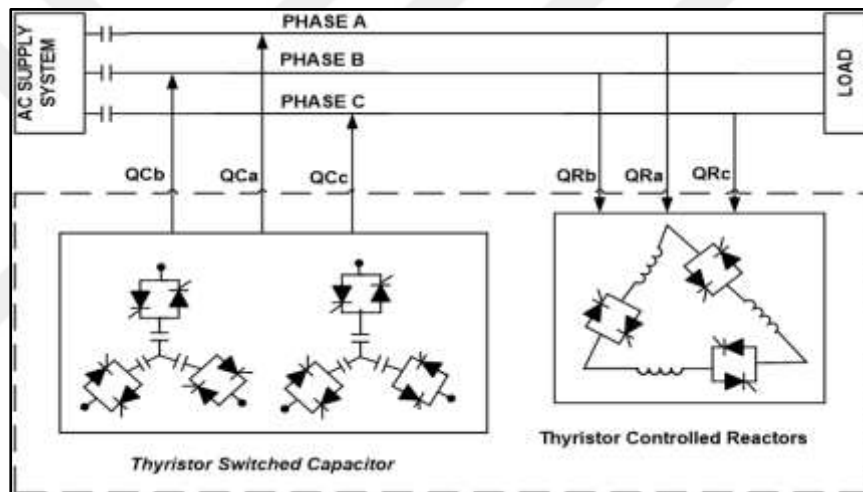 AC SUPPLY
SYSTEM
PHASE A
PHASE B
PHASE C
LOAD
QCb
QCa
QCc
QRb
QRa
QRc
Thyristor Switched Capacitor
Thyristor Controlled Reactors